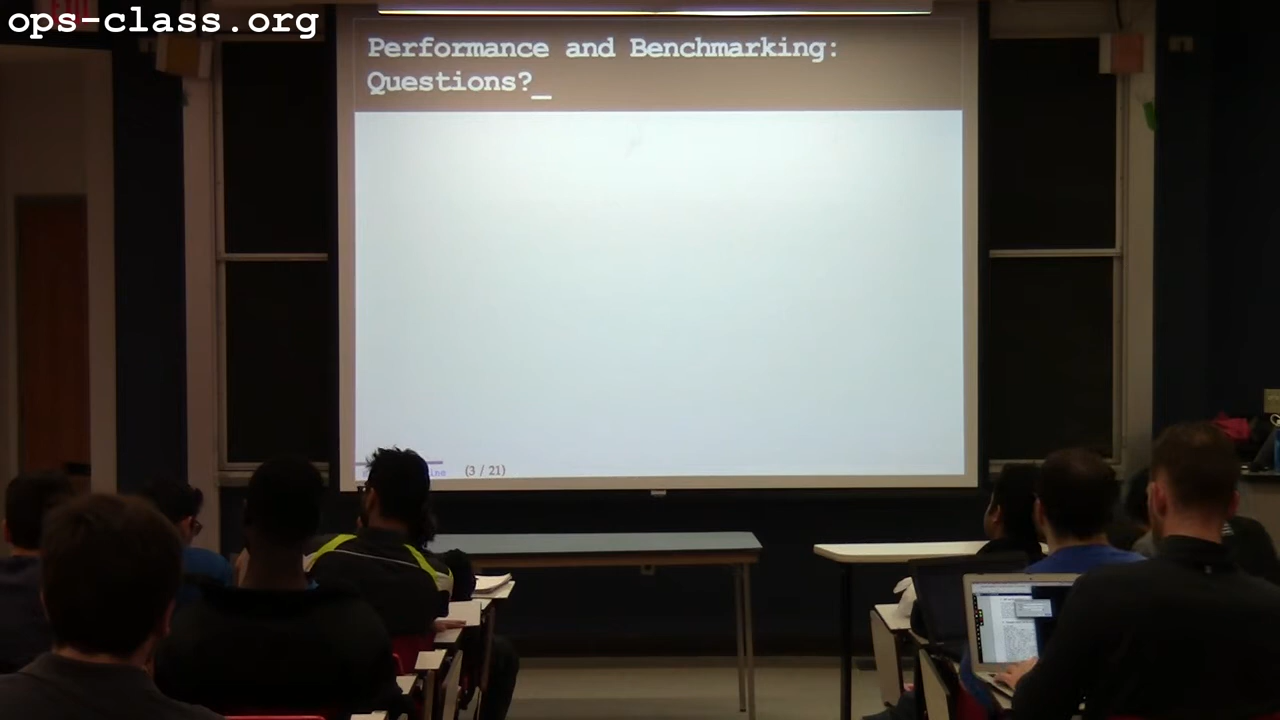 ops-class.org
Performance and Benchmarking:
Questions?_
(3 / 21)